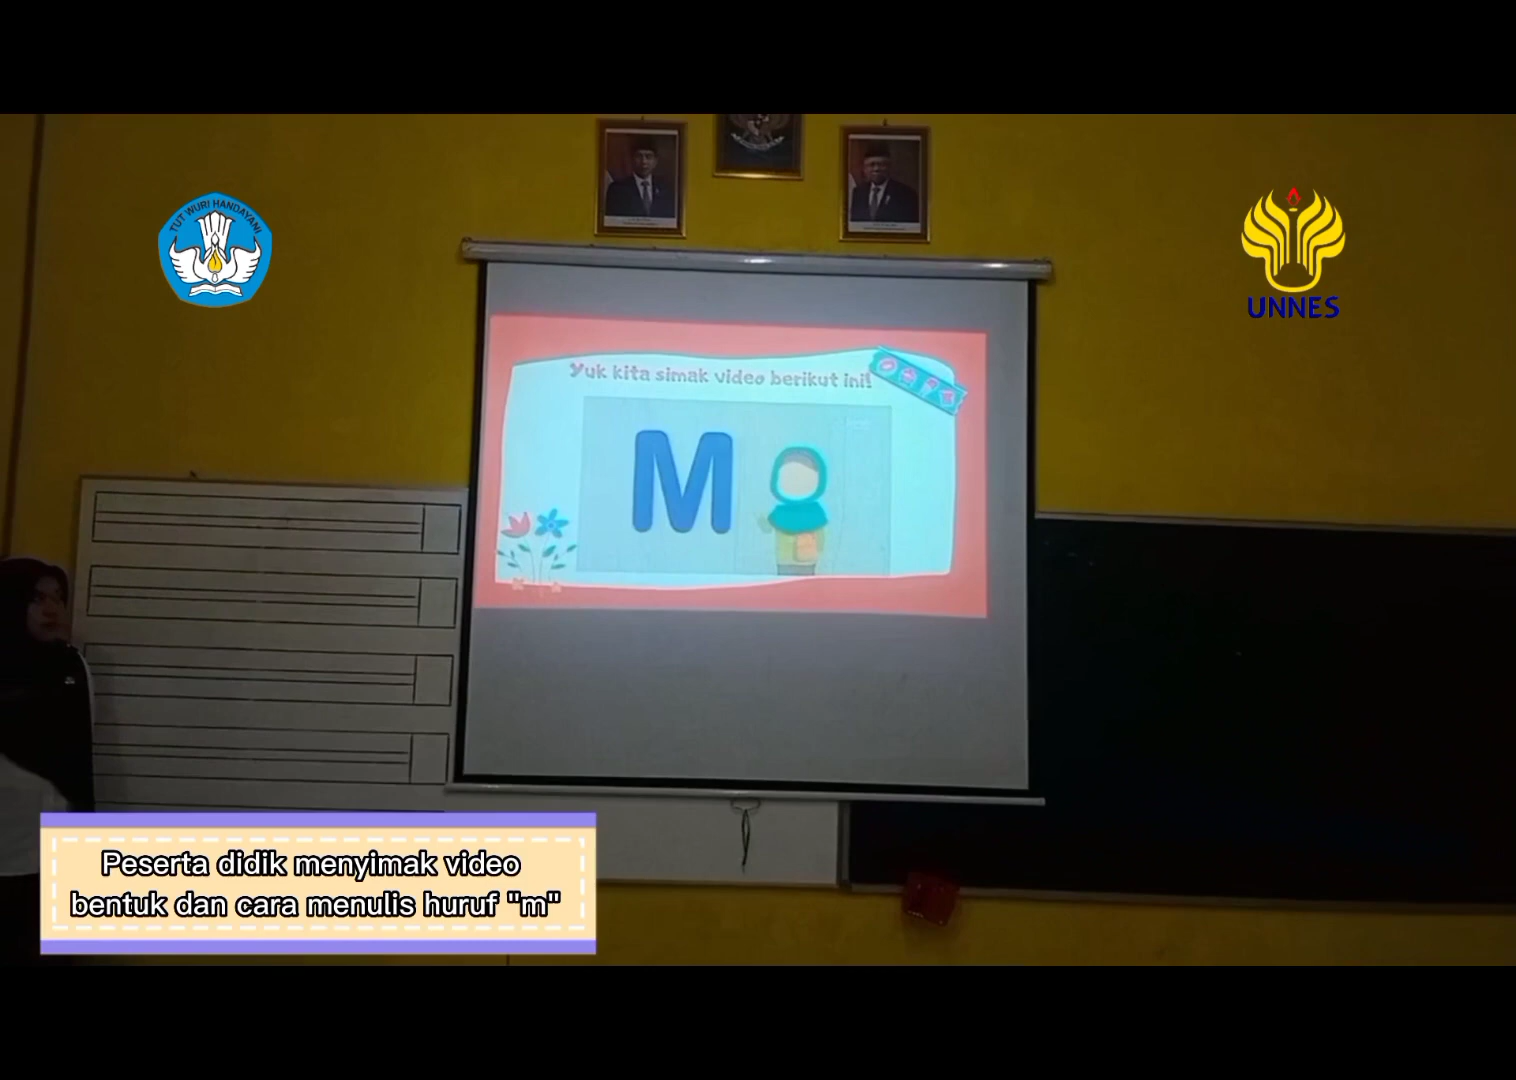 TUT WURI HANDAYANI
UNNES
Yuk kita simak video berikut ini!
M
Peserta didik menyimak video
bentuk dan cara menulis huruf "m"